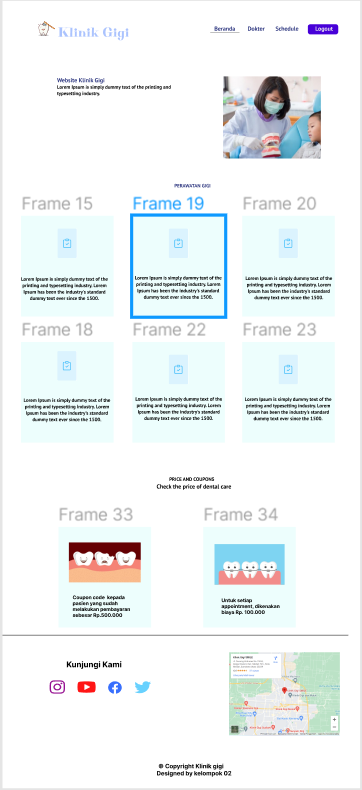 Klinik Gigi
Beranda Dokter Schedule Logout
Website Klinik Gigi
Lorem Ipsum is simply dummy text of the printing and
typesetting industry.
PERAWATAN GIGI
Frame 15
Frame 19
Frame 20
Lorem Ipsum is simply dummy text of the
printing and typesetting industry. Lorem
Ipsum has been the industry's standard
dummy text ever since the 1500.
Lorem Ipsum is simply dummy text of the
printing and typesetting industry. Lorem
Ipsum has been the industry's standard
dummy text ever since the 1500.
Lorem Ipsum is simply dummy text of the
printing and typesetting industry. Lorem
Ipsum has been the industry's standard
dummy text ever since the 1500.
Frame 18
Frame 22
Frame 23
Lorem Ipsum is simply dummy text of the
printing and typesetting industry. Lorem
Ipsum has been the industry's standard
dummy text ever since the 1500.
Lorem Ipsum is simply dummy text of the
printing and typesetting industry. Lorem
Ipsum has been the industry's standard
dummy text ever since the 1500.
Lorem Ipsum is simply dummy text of the
printing and typesetting industry. Lorem
Ipsum has been the industry's standard
dummy text ever since the 1500.
PRICE AND COUPONS
Check the price of dental care
Frame 33
Frame 34
Coupon code kepada
pasien yang sudah
melakukan pembayaran
sebesar Rp.500.000
Untuk setiap
appointment, dikenakan
biaya Rp. 100.000
Kunjungi Kami
© Copyright Klinik gigi
Designed by kelompok 02